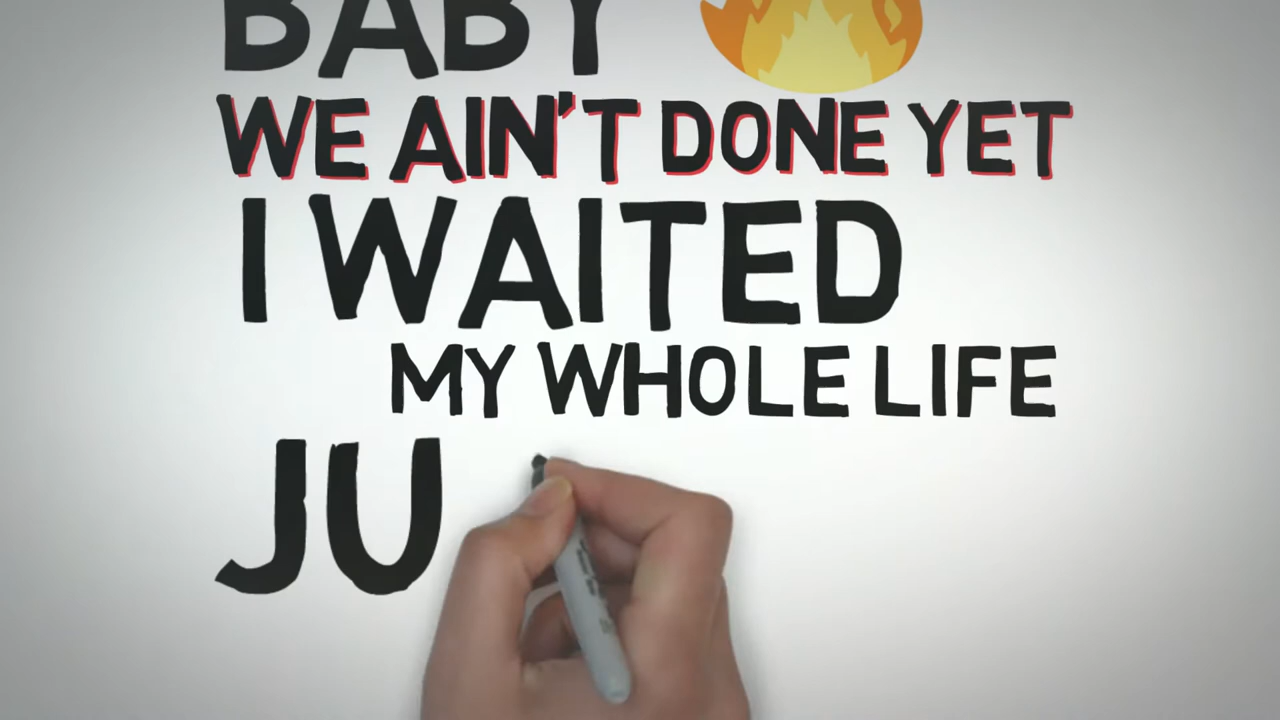 BABY
WE AIN'T DONE YET
I WAITED
MY WHOLE LIFE
JU